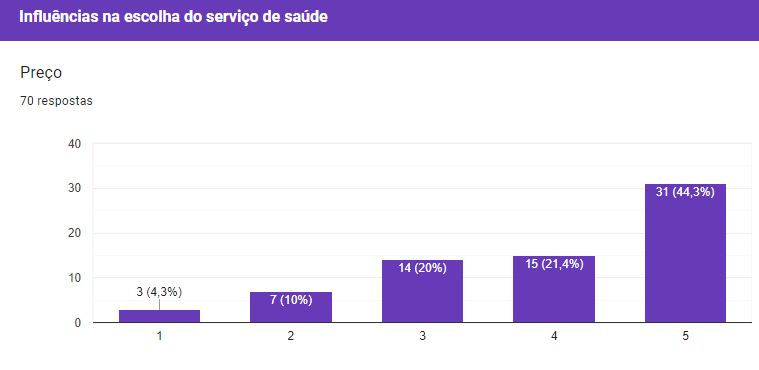 Influências na escolha do serviço de saúde
Preço
70 respostas
40
30
20
10
0
3 (4,3%)
7 (10%)
14 (20%)
15 (21,4%)
31 (44,3%)
1 2 3 4 5